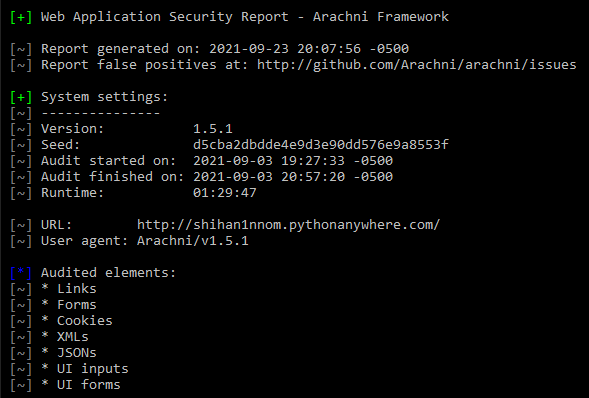 [+] Web Application Security Report - Arachni Framework
[~] Report generated on: 2021-09-23 20:07:56 -0500
[~] Report false positives at: http://github.com/Arachni/arachni/issues
[+] System settings:
[~] ---------------
[~] Version:           1.5.1
[~] Seed:              d5cba2dbdde4e9d3e90dd576e9a8553f
[~] Audit started on:  2021-09-03 19:27:33 -0500
[~] Audit finished on: 2021-09-03 20:57:20 -0500
[~] Runtime:           01:29:47
[~] URL:        http://shihan1nnom.pythonanywhere.com/
[~] User agent: Arachni/v1.5.1
[*] Audited elements:
[~] * Links
[~] * Forms
[~] * Cookies
[~] * XMLs
[~] * JSONs
[~] * UI inputs
[~] * UI forms